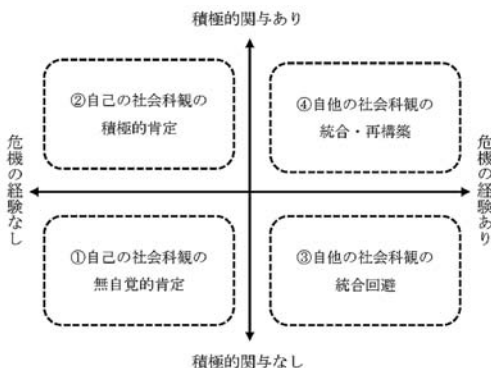 積極的関与あり
②自己の社会科観の
積極的肯定
④自他の社会科観の
統合・再構築
危機の経験なし
危機の経験あり
①自己の社会科観の
無自覚的肯定
③自他の社会科観の
統合回避
積極的関与なし